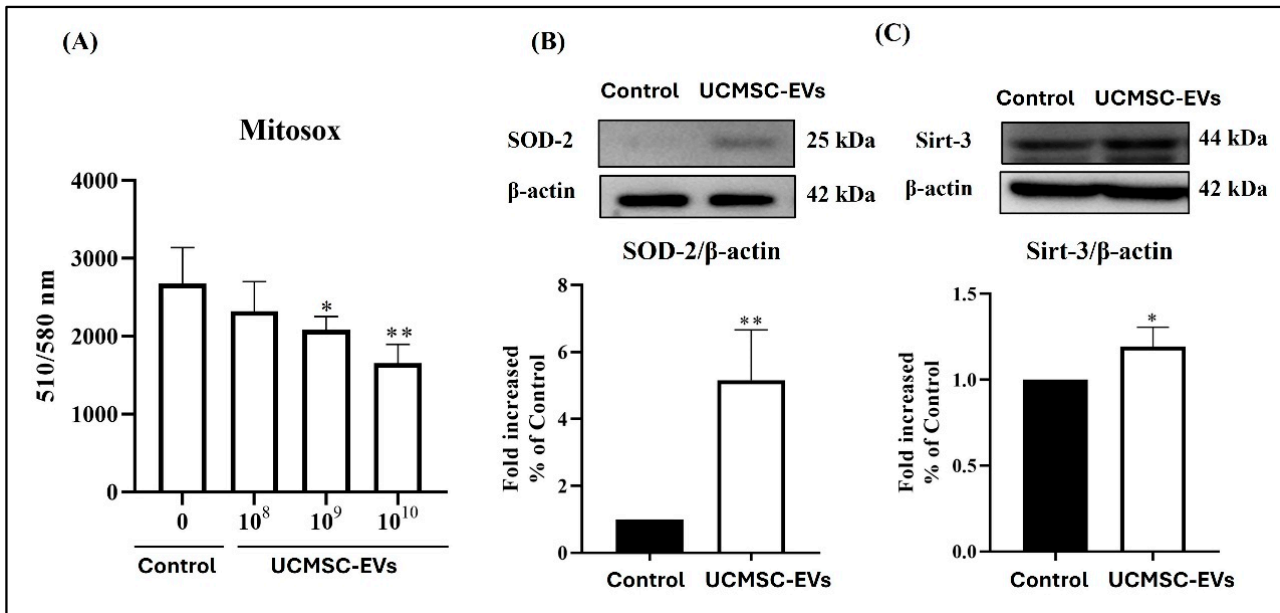 (A)
Mitosox
510/580 nm
4000
3000
2000
1000
0
*
**
0
10⁸
10⁹
10¹⁰
Control
UCMSC-EVs
(B)
Control UCMSC-EVs
SOD-2 25 kDa
β-actin 42 kDa
SOD-2/β-actin
Fold increased
% of Control
8
6
4
2
0
**
Control UCMSC-EVs
(C)
Control UCMSC-EVs
Sirt-3 44 kDa
β-actin 42 kDa
Sirt-3/β-actin
Fold increased
% of Control
1.5
1.0
0.5
0.0
*
Control UCMSC-EVs